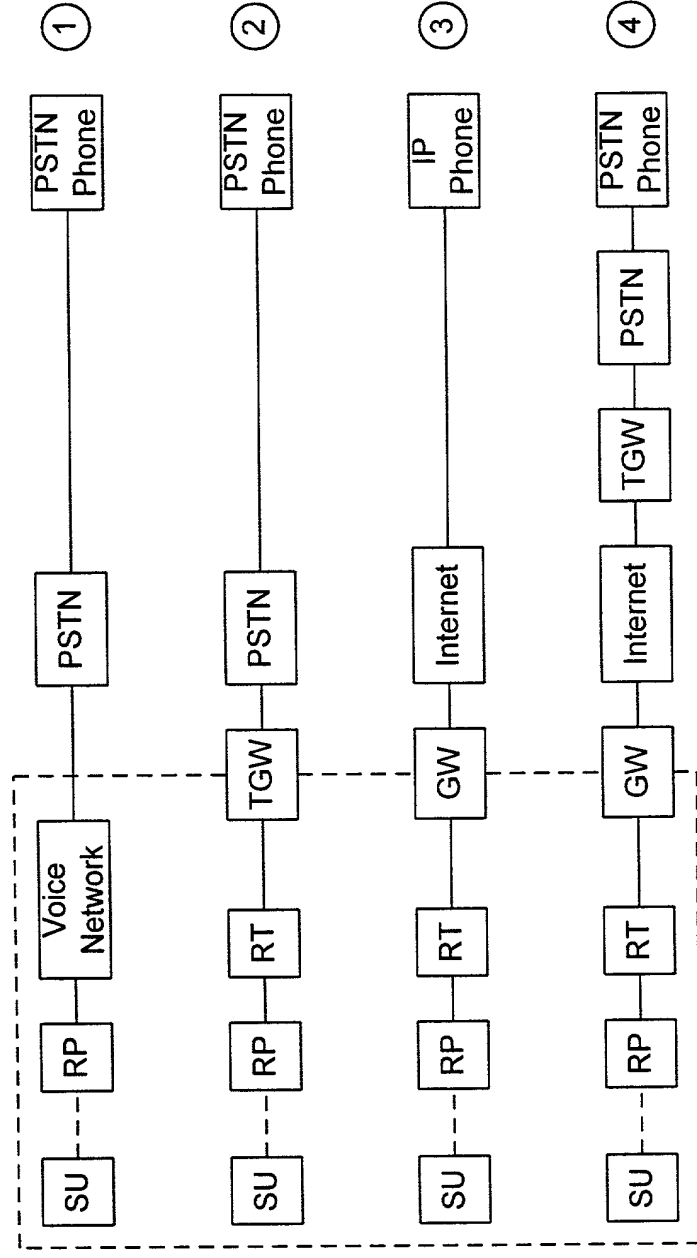 SU
RP
Voice
Network
PSTN
PSTN
Phone
1
SU
RP
RT
TGW
PSTN
PSTN
Phone
2
SU
RP
RT
GW
Internet
IP
Phone
3
SU
RP
RT
GW
Internet
TGW
PSTN
PSTN
Phone
4